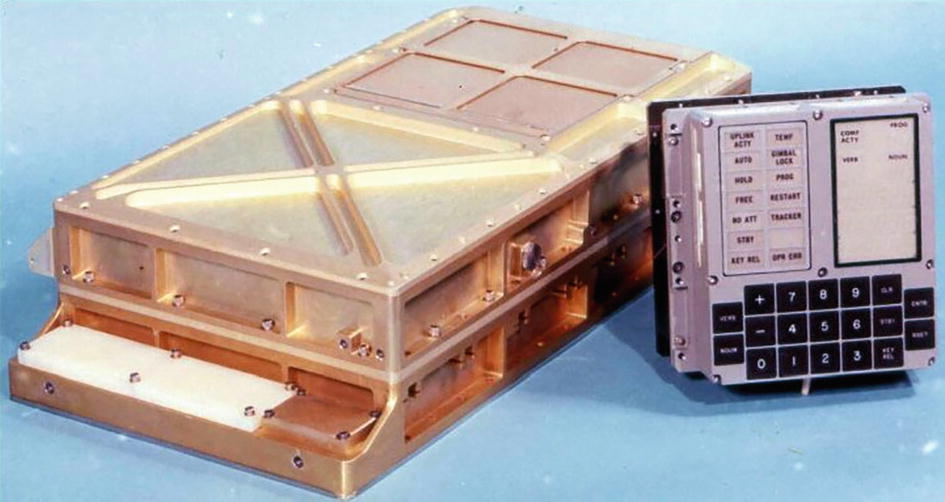 UPLINK ACTY
TEMP
AUTO
GIMBAL LOCK
HOLD
PROG
FREE
RESTART
NO ATT
TRACKER
STBY
KEY REL
OPR ERR
COMP ACTY
PROG
VERB
NOUN
VERB
NOUN
+ 7 8 9
- 4 5 6
0 1 2 3
CLR
STBY
KEY REL
ENTR
RSET